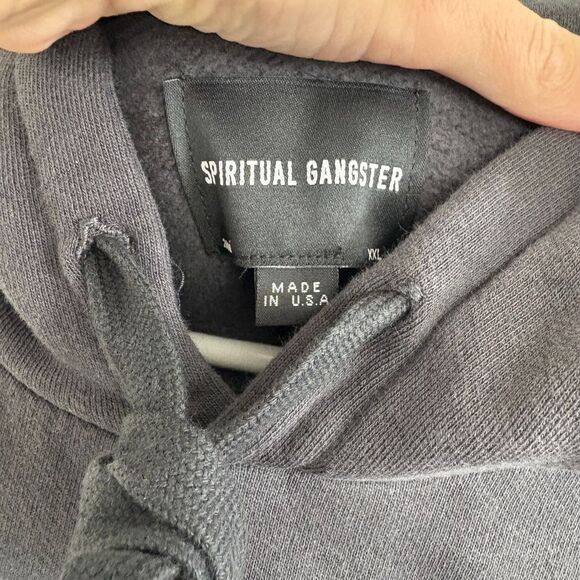 SPIRITUAL GANGSTER
XXL
MADE
IN U.S.A